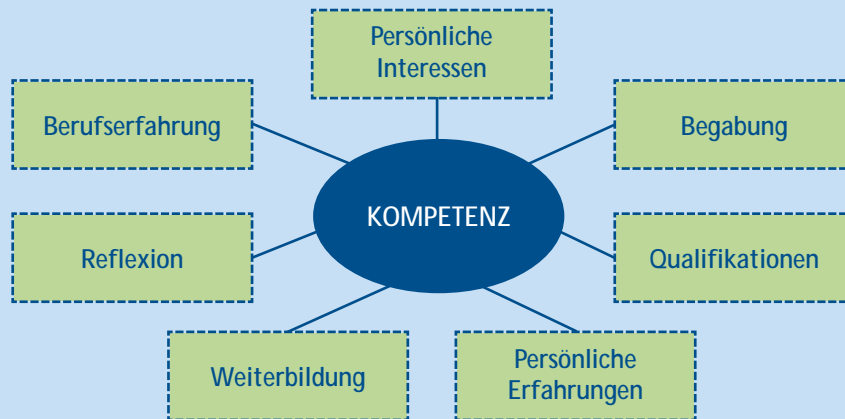 Persönliche
Interessen
Berufserfahrung
Begabung
KOMPETENZ
Reflexion
Qualifikationen
Weiterbildung
Persönliche
Erfahrungen